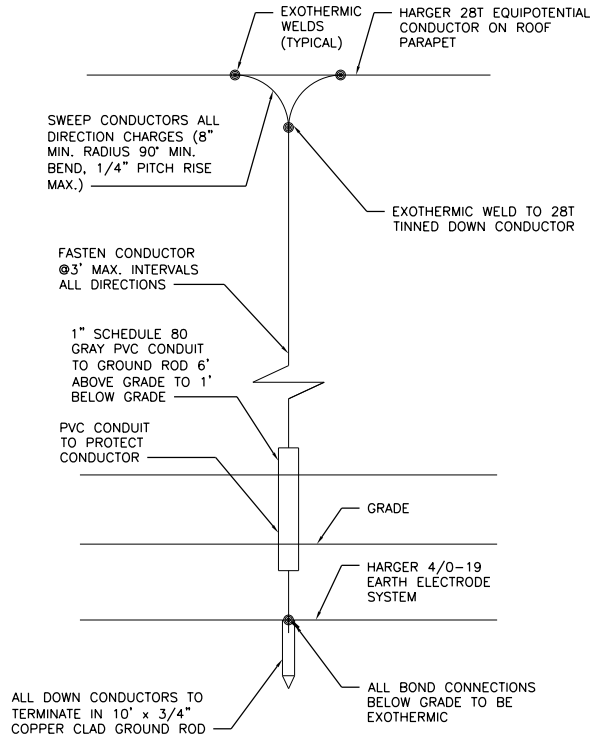 EXOTHERMIC
WELDS
(TYPICAL)
HARGER 28T EQUIPOTENTIAL
CONDUCTOR ON ROOF
PARAPET
SWEEP CONDUCTORS ALL
DIRECTION CHARGES (8"
MIN. RADIUS 90° MIN.
BEND, 1/4" PITCH RISE
MAX.)
EXOTHERMIC WELD TO 28T
TINNED DOWN CONDUCTOR
FASTEN CONDUCTOR
@3' MAX. INTERVALS
ALL DIRECTIONS
1" SCHEDULE 80
GRAY PVC CONDUIT
TO GROUND ROD 6'
ABOVE GRADE TO 1'
BELOW GRADE
PVC CONDUIT
TO PROTECT
CONDUCTOR
GRADE
HARGER 4/0-19
EARTH ELECTRODE
SYSTEM
ALL DOWN CONDUCTORS TO
TERMINATE IN 10' x 3/4"
COPPER CLAD GROUND ROD
ALL BOND CONNECTIONS
BELOW GRADE TO BE
EXOTHERMIC